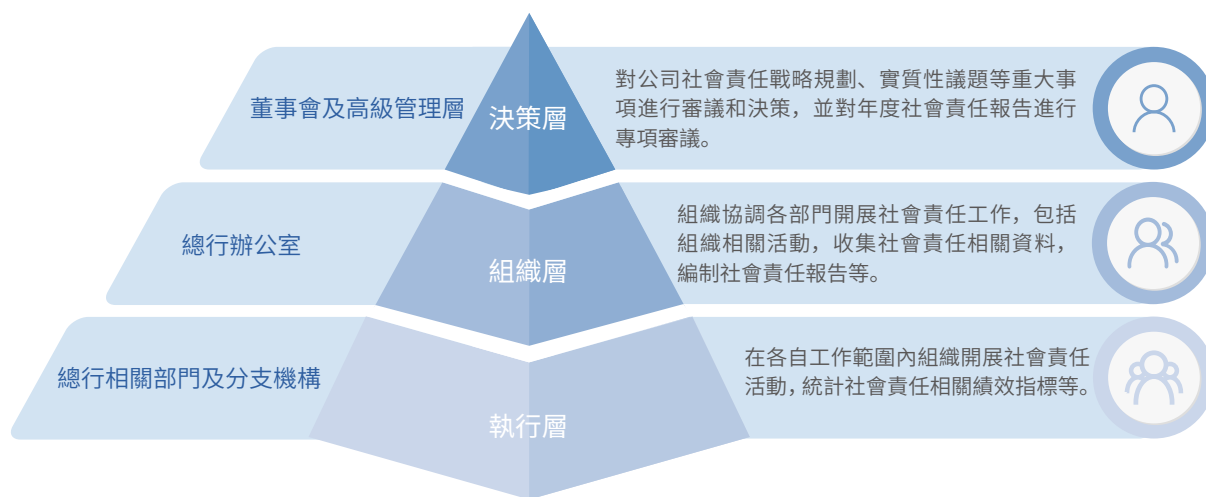 董事會及高級管理層
決策層
對公司社會責任戰略規劃、實質性議題等重大事
項進行審議和決策，並對年度社會責任報告進行
專項審議。
總行辦公室
組織層
組織協調各部門開展社會責任工作，包括
組織相關活動，收集社會責任相關資料，
編制社會責任報告等。
總行相關部門及分支機構
執行層
在各自工作範圍內組織開展社會責任
活動，統計社會責任相關績效指標等。